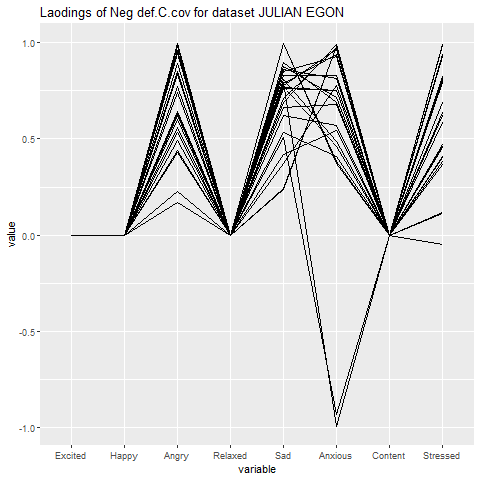 Laodings of Neg def.C.cov for dataset JULIAN EGON
1.0
0.5
0.0
-0.5
-1.0
value
Excited Happy Angry Relaxed Sad Anxious Content Stressed
variable